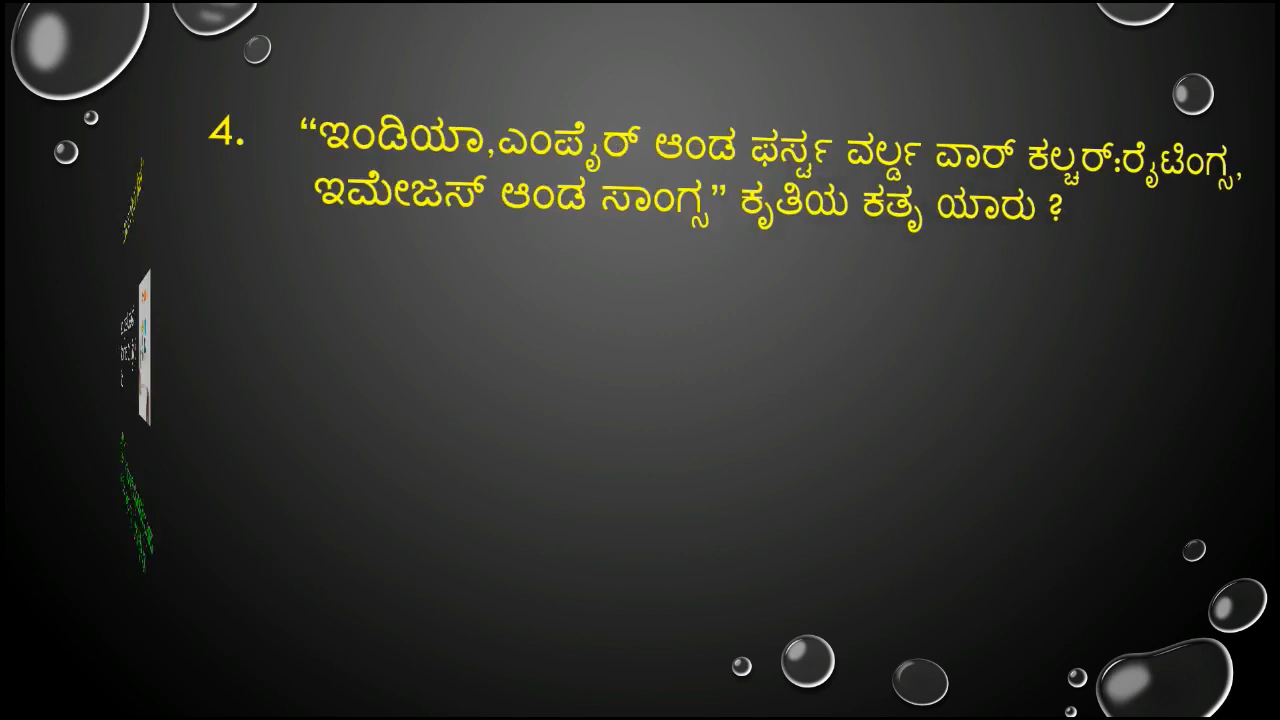 4. “ಇಂಡಿಯಾ,ಎಂಪೈರ್ ಆಂಡ ಫರ್ಸ್ಟ ವರ್ಲ್ಡ ವಾರ್ ಕಲ್ಚರ್:ರೈಟಿಂಗ್ಸ,
ಇಮೇಜಸ್ ಆಂಡ ಸಾಂಗ್ಸ” ಕೃತಿಯ ಕತೃ ಯಾರು ?